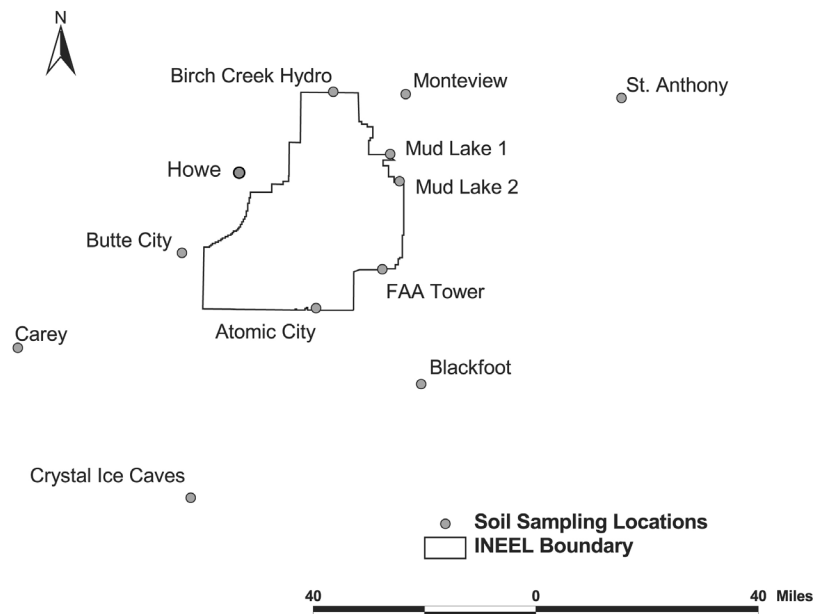 N
Birch Creek Hydro
Monteview
St. Anthony
Mud Lake 1
Howe
Mud Lake 2
Butte City
FAA Tower
Atomic City
Carey
Blackfoot
Crystal Ice Caves
Soil Sampling Locations
INEEL Boundary
40 0 40 Miles